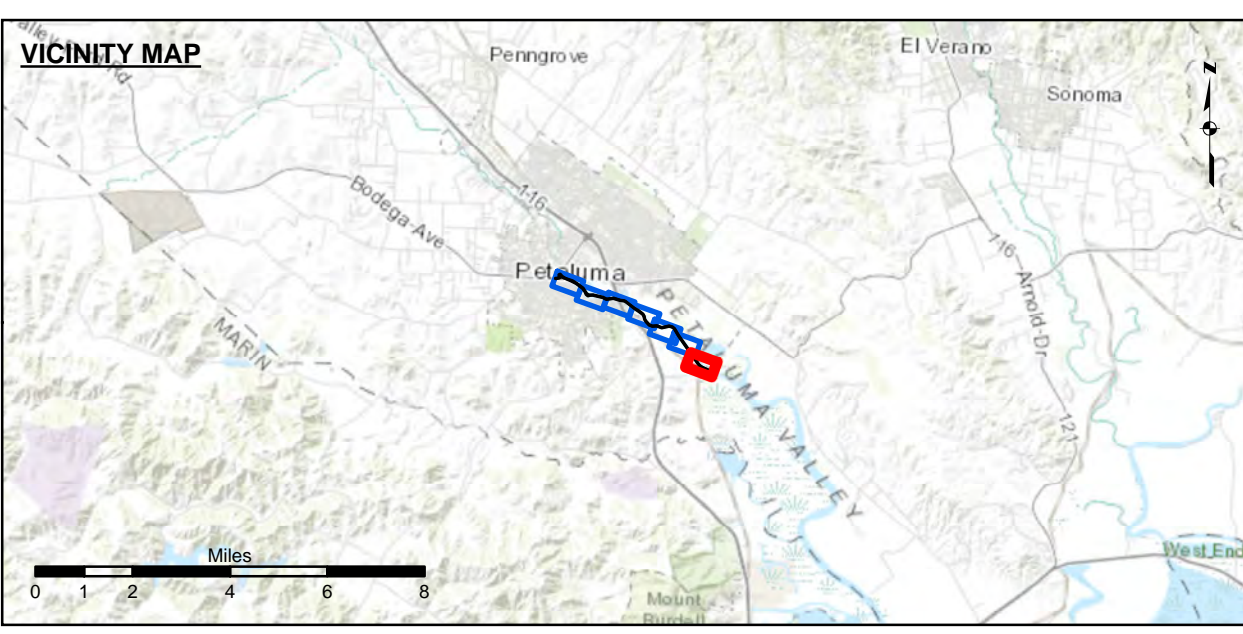 VICINITY MAP
Penngrove
El Verano
Sonoma
N
116
Bodega-Ave
Petaluma
PETALUMA VALLEY
116
Arnold-Dr
MARIN
121
West End
Mount
Burdell
Miles
0 1 2 4 6 8